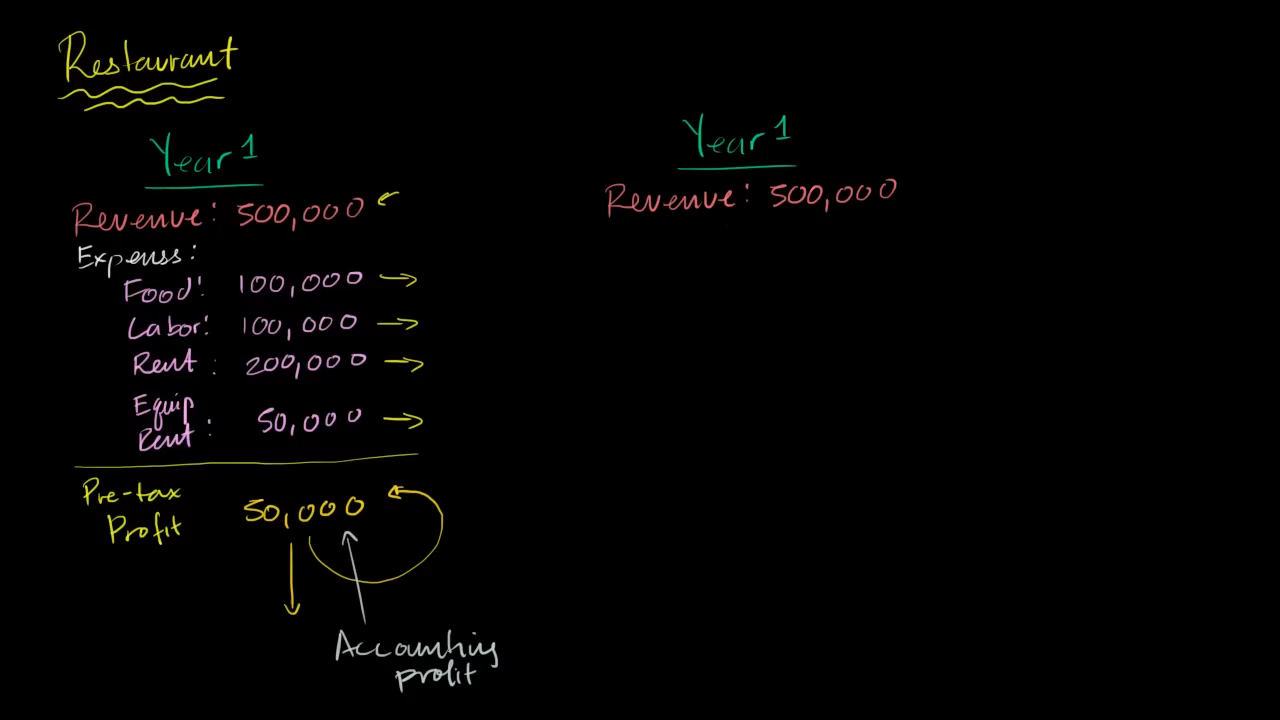 Restaurant
Year 1
Revenue: 500,000
Expenss:
Food: 100,000
Labor: 100,000
Rent : 200,000
Equip
Rent : 50,000
Pre-tax
Profit 50,000
Accounting
profit
Year 1
Revenue: 500,000